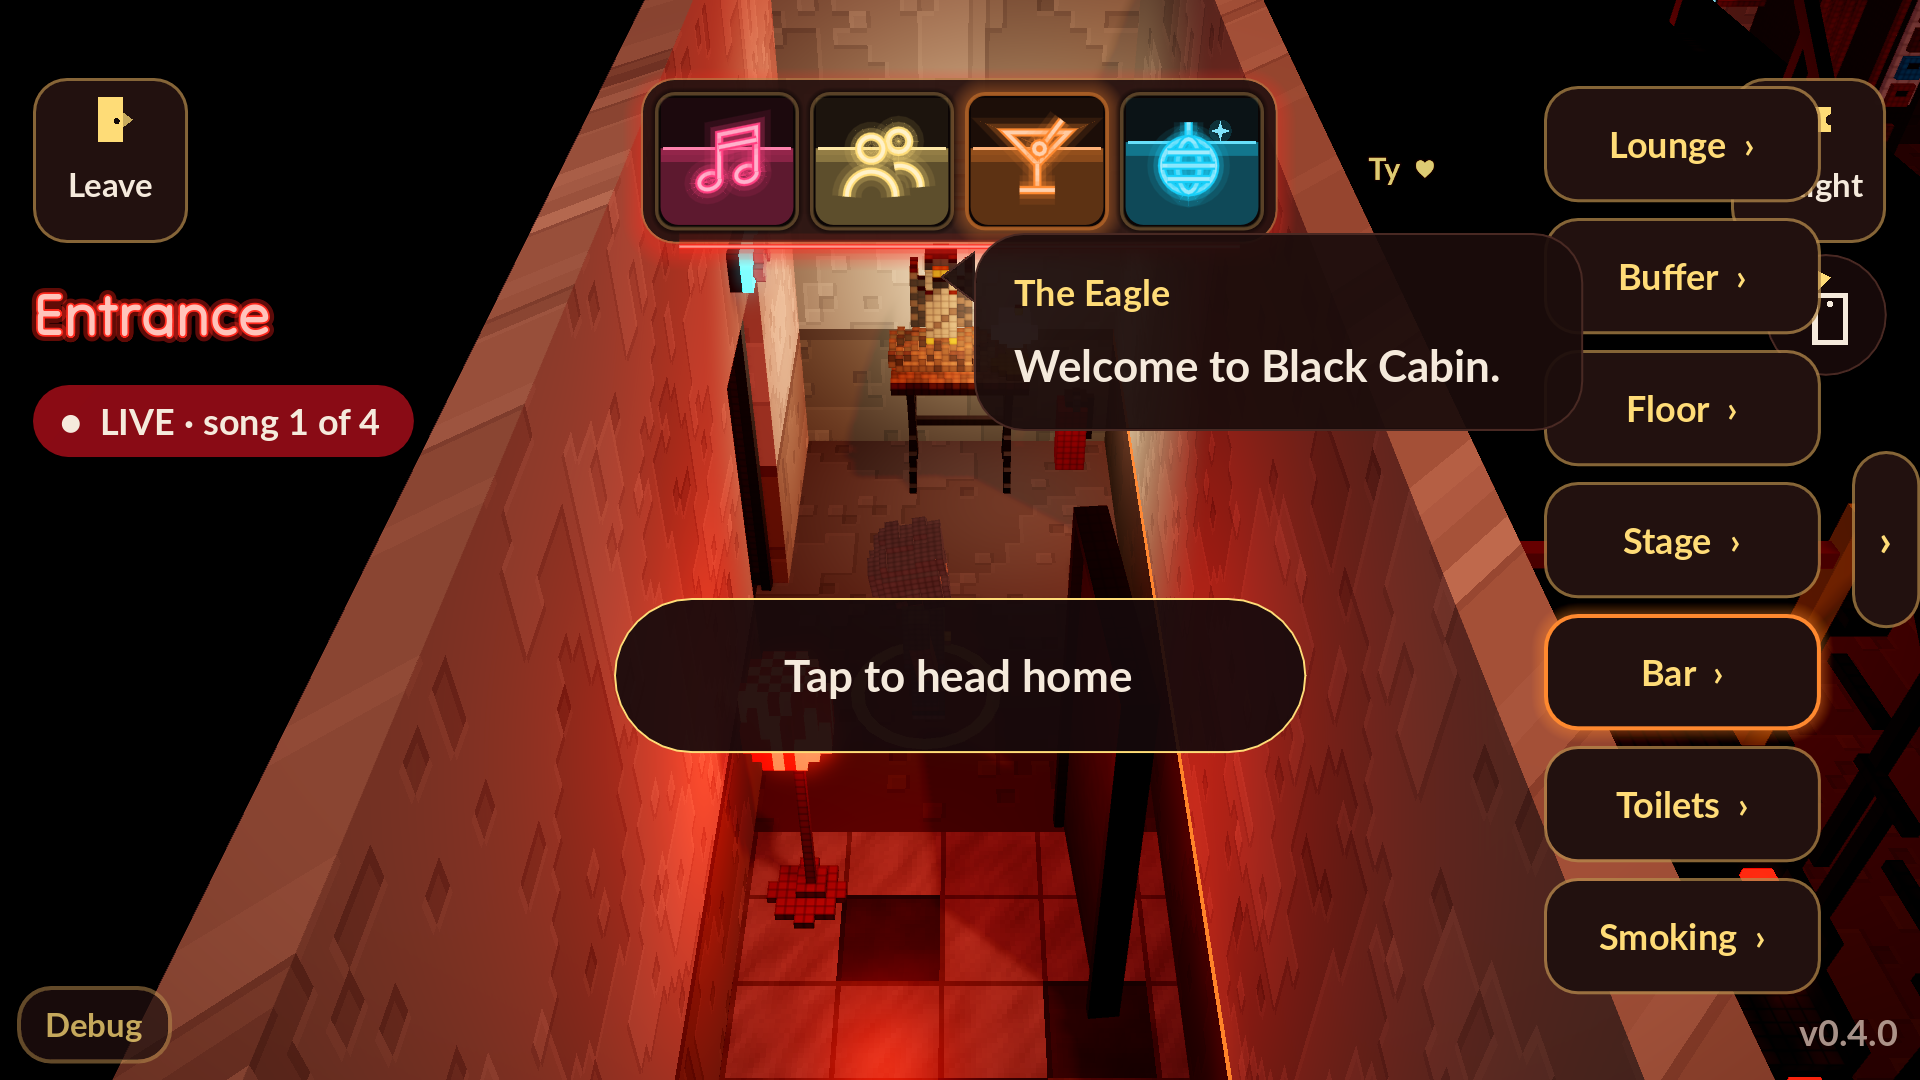 Leave
Entrance
LIVE · song 1 of 4
Ty
The Eagle
Welcome to Black Cabin.
Tap to head home
Lounge ›
Buffer ›
Floor ›
Stage ›
Bar ›
Toilets ›
Smoking ›
›
Debug
v0.4.0